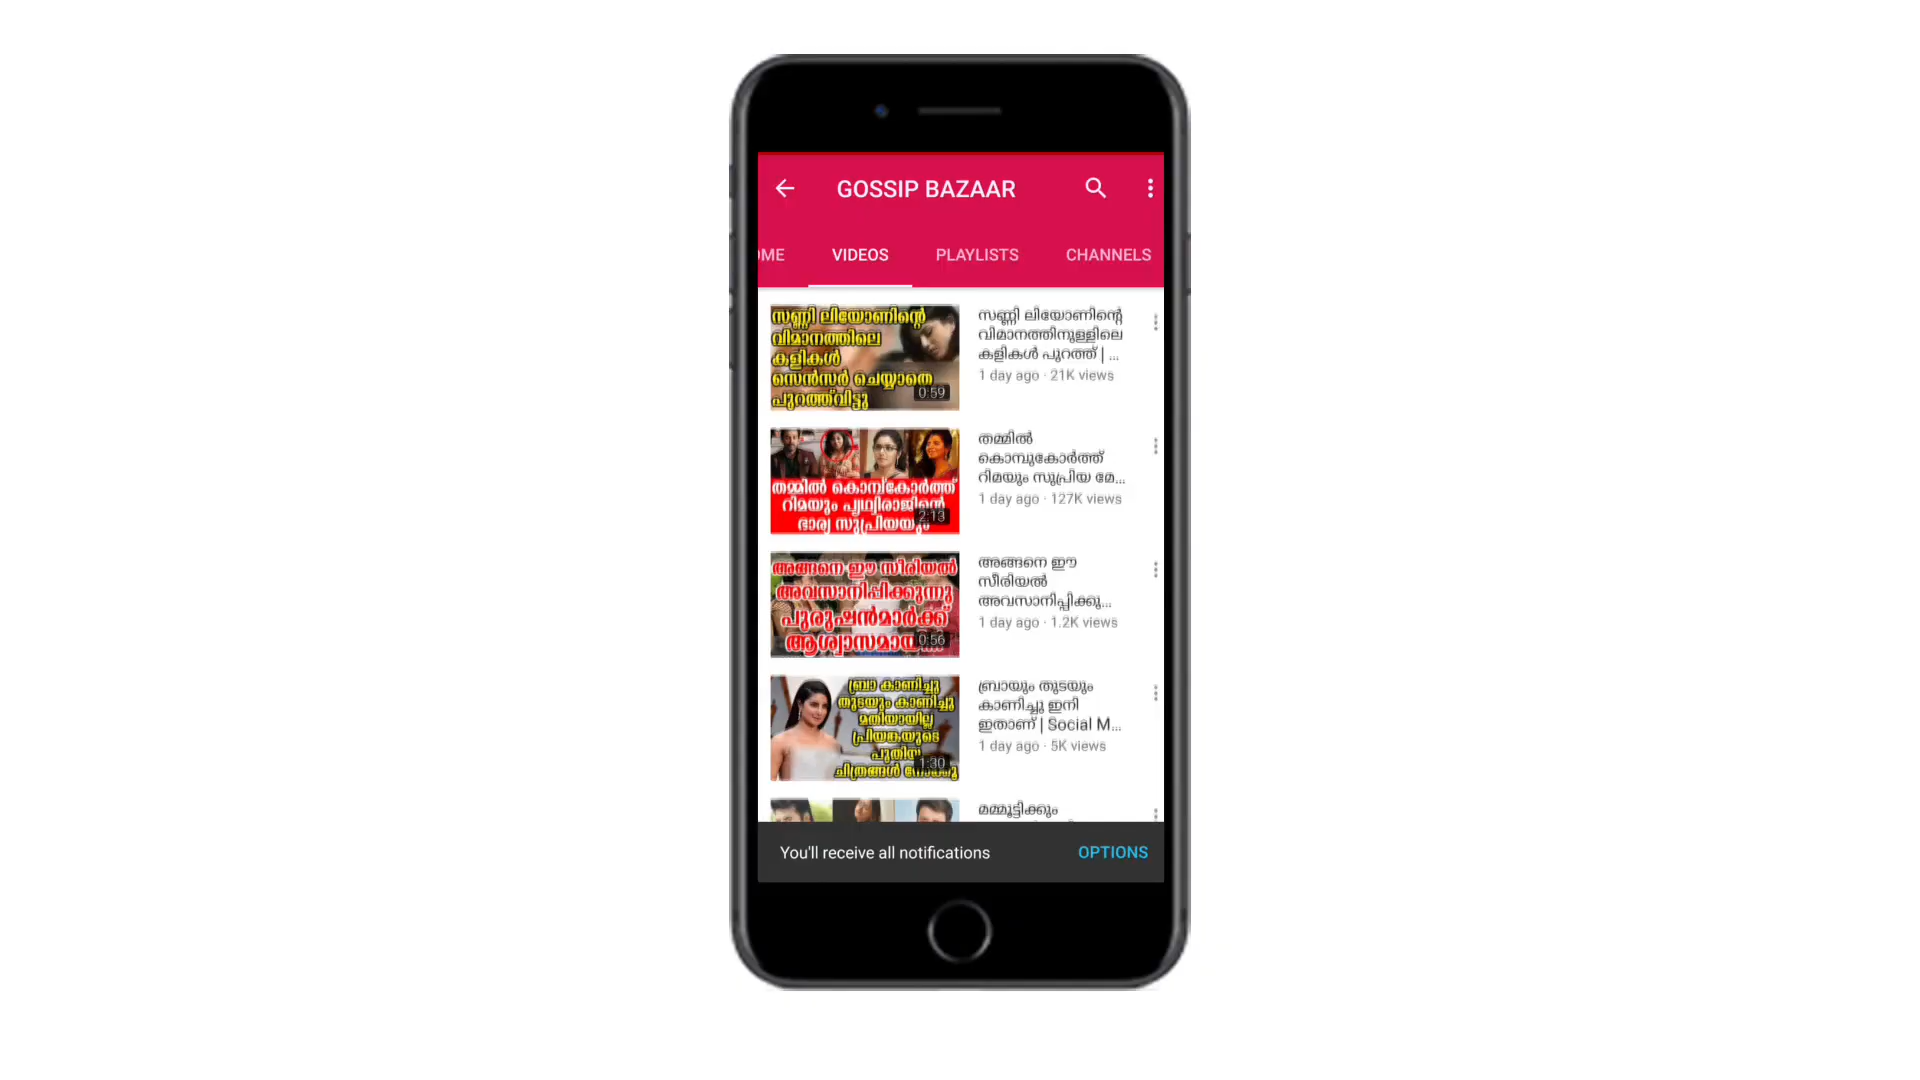 GOSSIP BAZAAR
OME VIDEOS PLAYLISTS CHANNELS
സണ്ണി ലിയോണിന്റെ
വിമാനത്തിലെ
കളികൾ
സെൻസർ ചെയ്യാതെ
പുറത്ത്‌വിട്ടു
0:59
സണ്ണി ലിയോണിന്റെ
വിമാനത്തിനുള്ളിലെ
കളികൾ പുറത്ത് | ...
1 day ago · 21K views
തമ്മിൽ കൊമ്പ്കോർത്ത്
റിമയും പൃഥ്വിരാജിന്റെ
ഭാര്യ സുപ്രിയയും
2:13
തമ്മിൽ
കൊമ്പുകോർത്ത്
റിമയും സുപ്രിയ മേ...
1 day ago · 127K views
അങ്ങനെ ഈ സീരിയൽ
അവസാനിപ്പിക്കുന്നു
പുരുഷൻമാർക്ക്
0:56
അങ്ങനെ ഈ
സീരിയൽ
അവസാനിപ്പിക്കു...
1 day ago · 1.2K views
ബ്രാ കാണിച്ചു
തുടയും കാണിച്ചു
മതിയായില്ല
പ്രിയങ്കയുടെ
പുതിയ
ചിത്രങ്ങൾ നോക്കൂ
1:30
ബ്രായും തുടയും
കാണിച്ചു ഇനി
ഇതാണ് | Social M...
1 day ago · 5K views
മമ്മൂട്ടിക്കും
You'll receive all notifications OPTIONS